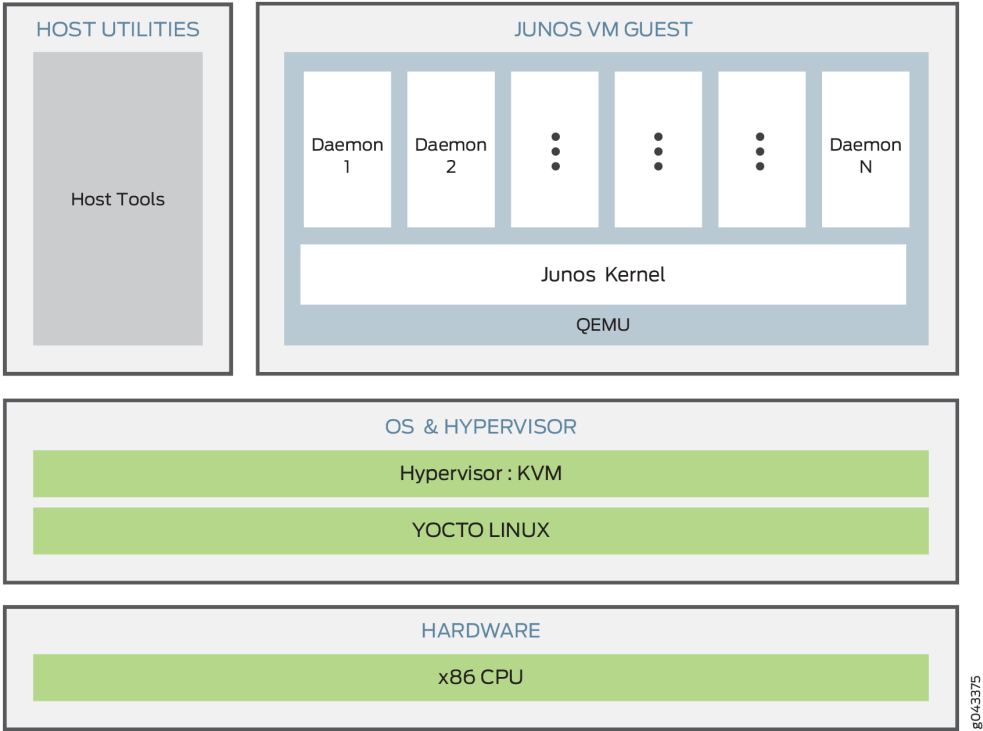 HOST UTILITIES
Host Tools
JUNOS VM GUEST
Daemon
1
Daemon
2
Daemon
N
Junos Kernel
QEMU
OS & HYPERVISOR
Hypervisor : KVM
YOCTO LINUX
HARDWARE
x86 CPU
g043375